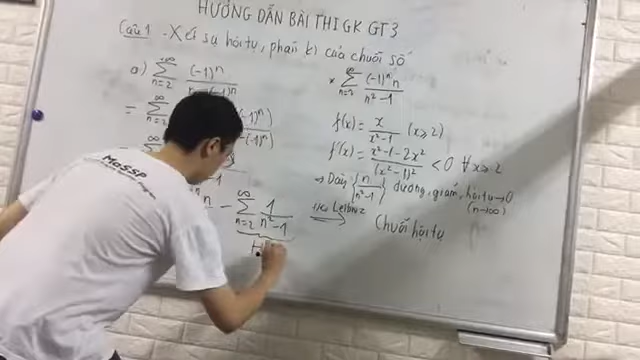 HƯỚNG DẪN BÀI THI GK GT3
Câu 1 - Xét sự hội tụ, phân kì của chuỗi số
a) ∑ n=2 +∞ (-1)^n / n-(-1)^n
= ∑ n=2 ∞
n - ∑ n=2 ∞ 1 / n²-1
* ∑ n=2 ∞ (-1)^n n / n²-1
f(x) = x / x²-1 (x≥2)
f'(x) = x²-1-2x² / (x²-1)² < 0 ∀x≥2
→ Dãy {n / n²-1} dương, giảm, hội tụ → 0
(n→∞)
Leibniz ⟹ Chuỗi hội tụ
MaSSP